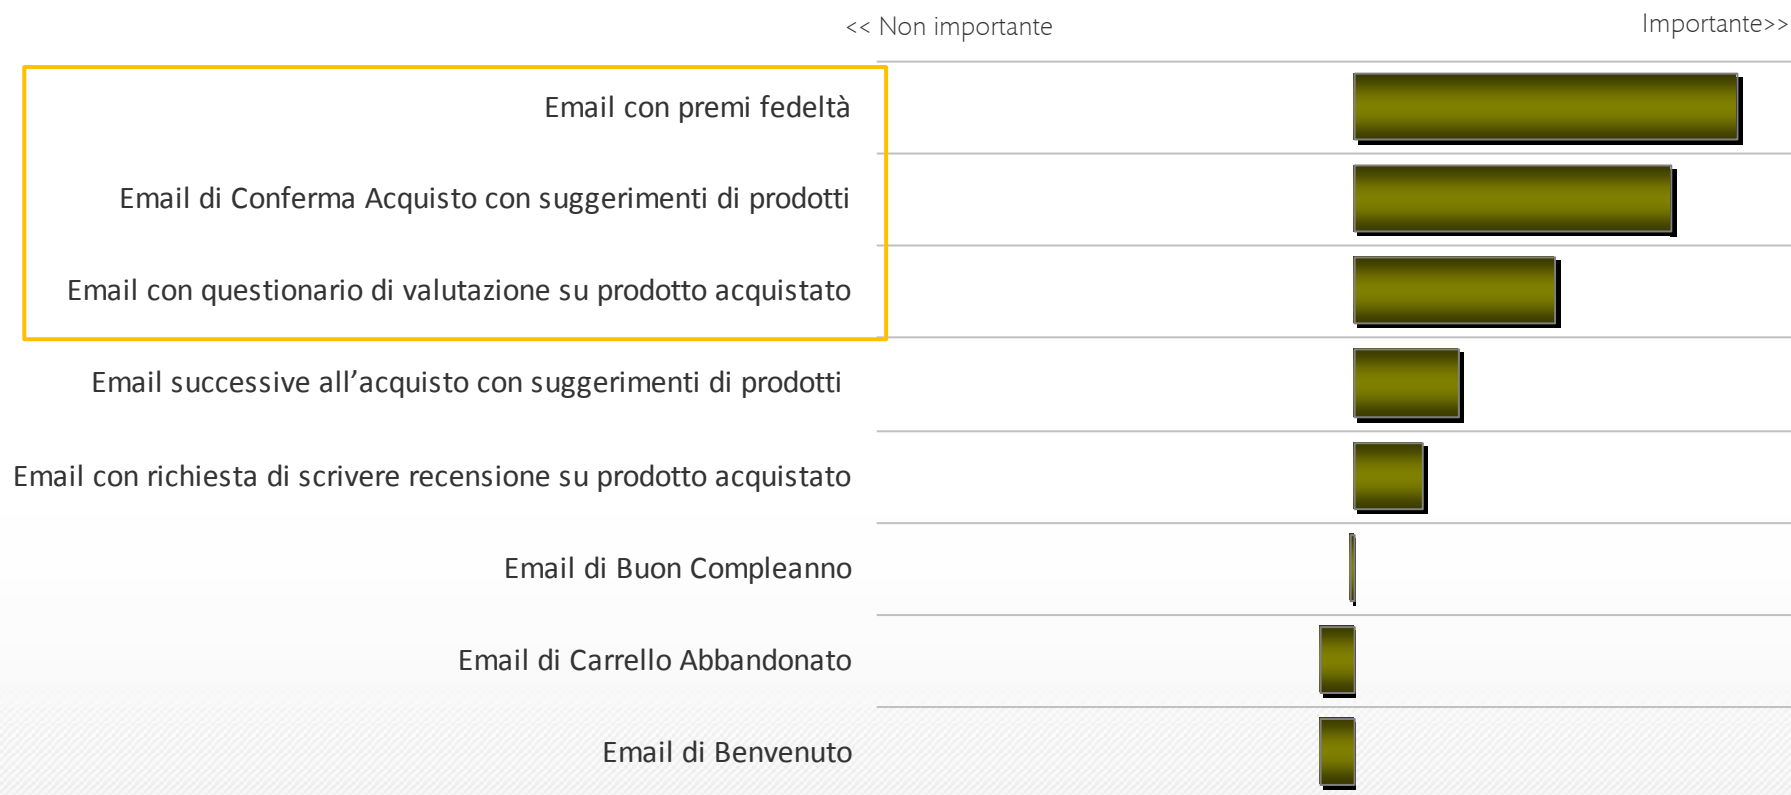 << Non importante
Importante>>
Email con premi fedeltà
Email di Conferma Acquisto con suggerimenti di prodotti
Email con questionario di valutazione su prodotto acquistato
Email successive all’acquisto con suggerimenti di prodotti
Email con richiesta di scrivere recensione su prodotto acquistato
Email di Buon Compleanno
Email di Carrello Abbandonato
Email di Benvenuto